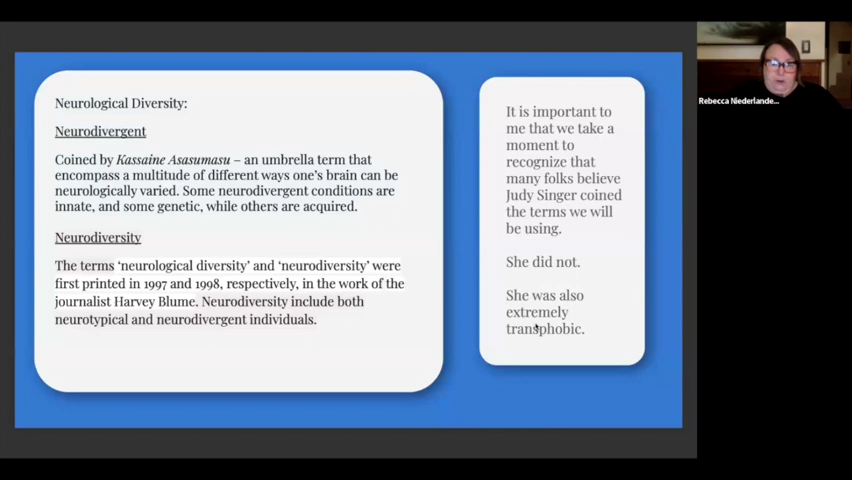 Neurological Diversity:
Neurodivergent
Coined by Kassaine Asasumasu – an umbrella term that
encompass a multitude of different ways one's brain can be
neurologically varied. Some neurodivergent conditions are
innate, and some genetic, while others are acquired.
Neurodiversity
The terms 'neurological diversity' and 'neurodiversity' were
first printed in 1997 and 1998, respectively, in the work of the
journalist Harvey Blume. Neurodiversity include both
neurotypical and neurodivergent individuals.
It is important to
me that we take a
moment to
recognize that
many folks believe
Judy Singer coined
the terms we will
be using.
She did not.
She was also
extremely
transphobic.
Rebecca Niederlande...